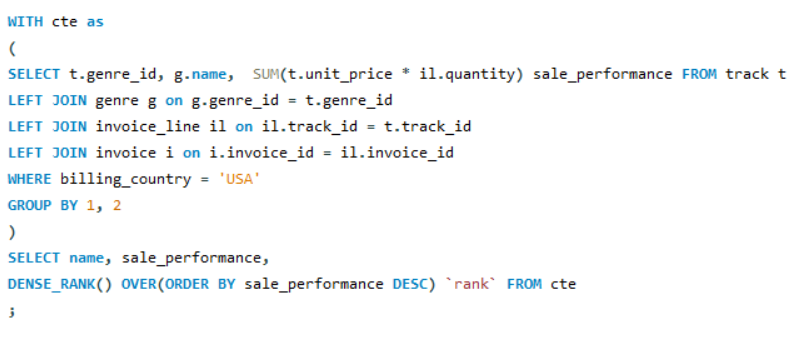 WITH cte as
(
SELECT t.genre_id, g.name,  SUM(t.unit_price * il.quantity) sale_performance FROM track t
LEFT JOIN genre g on g.genre_id = t.genre_id
LEFT JOIN invoice_line il on il.track_id = t.track_id
LEFT JOIN invoice i on i.invoice_id = il.invoice_id
WHERE billing_country = 'USA'
GROUP BY 1, 2
)
SELECT name, sale_performance,
DENSE_RANK() OVER(ORDER BY sale_performance DESC) `rank` FROM cte
;